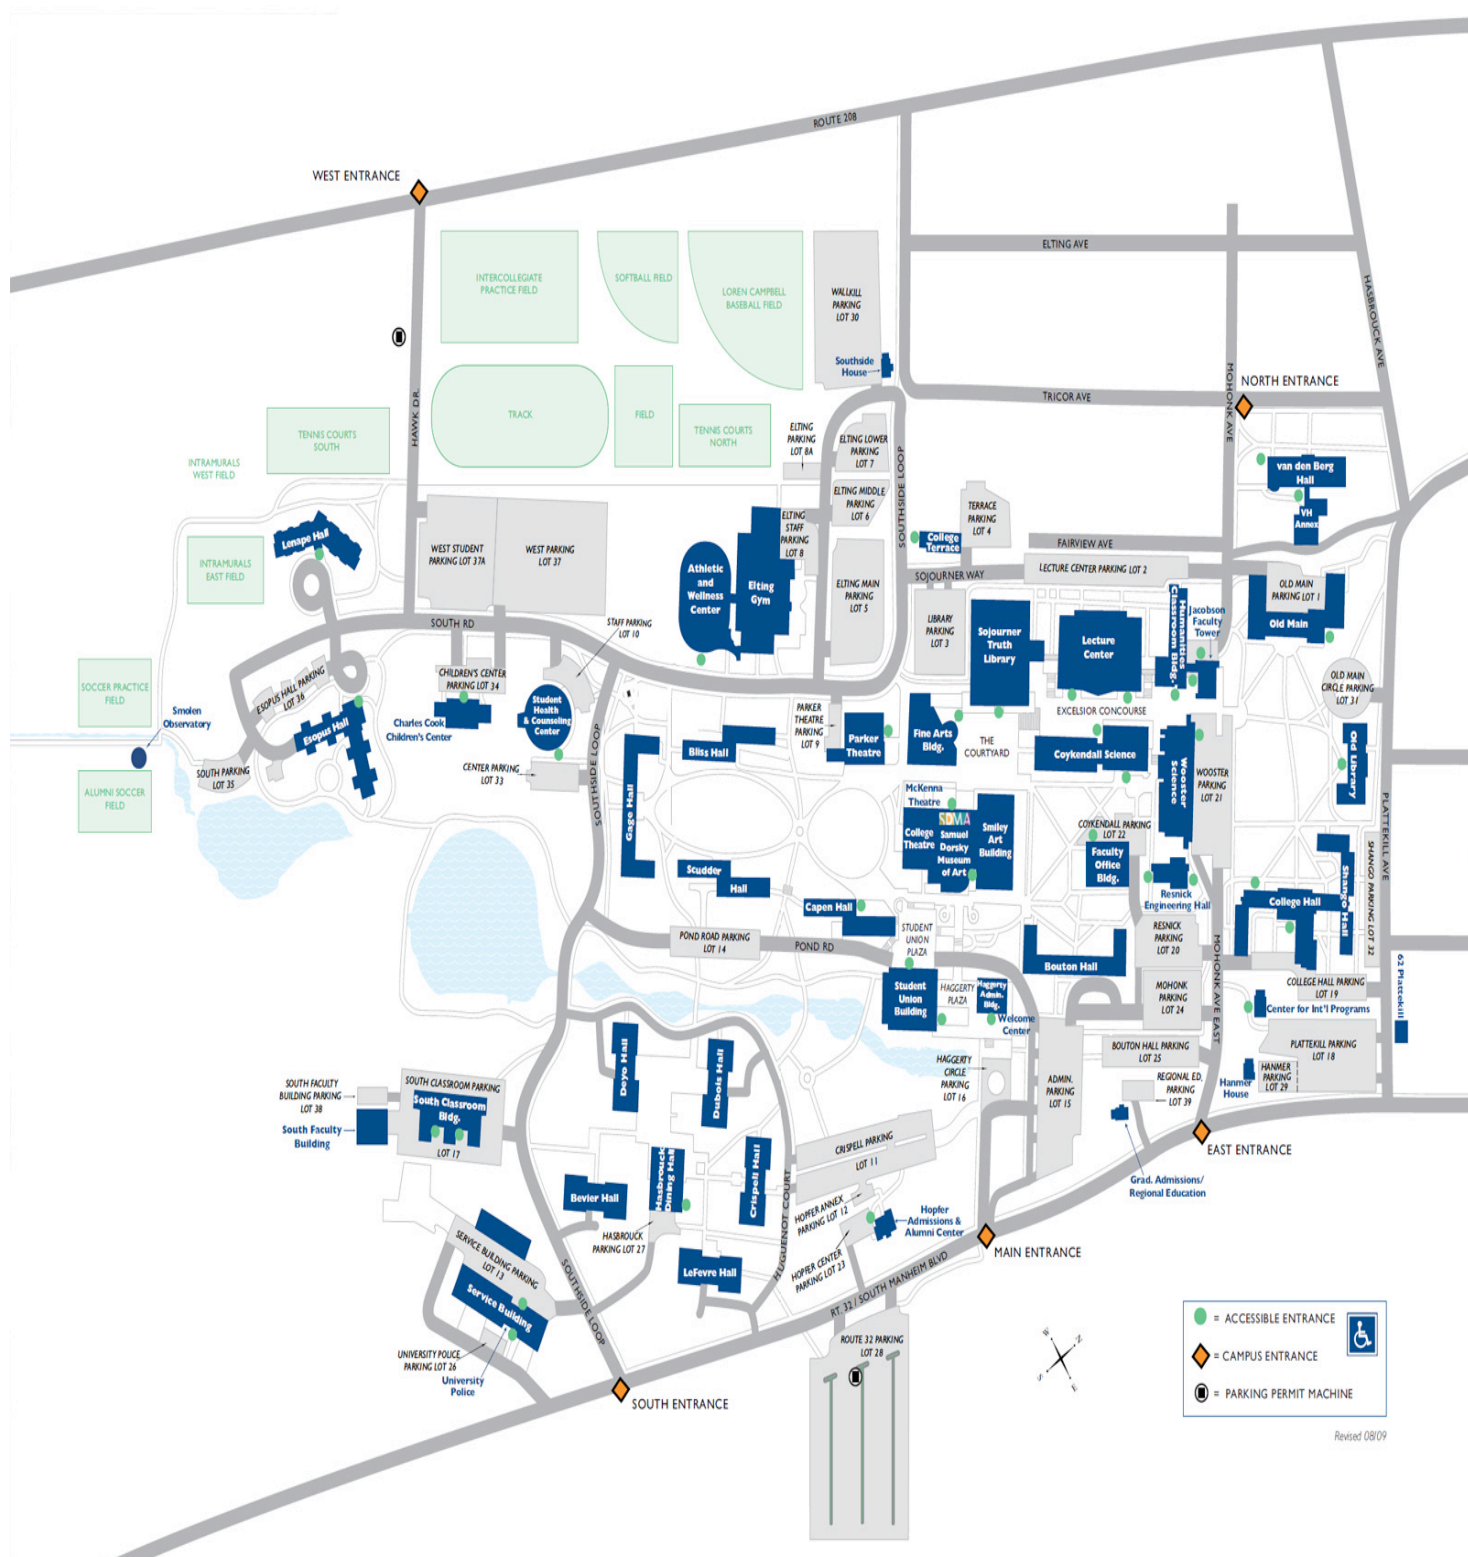 ROUTE 208
WEST ENTRANCE
ELTING AVE
HASBROUCK AVE
INTERCOLLEGIATE
PRACTICE FIELD
SOFTBALL FIELD
LOREN CAMPBELL
BASEBALL FIELD
WALLKILL
PARKING
LOT 30
Southside
House
HAWK DR.
TRACK
FIELD
TENNIS COURTS
NORTH
TENNIS COURTS
SOUTH
INTRAMURALS
WEST FIELD
INTRAMURALS
EAST FIELD
ELTING
PARKING
LOT 8A
ELTING LOWER
PARKING
LOT 7
ELTING MIDDLE
PARKING
LOT 6
ELTING
STAFF
PARKING
LOT 8
ELTING MAIN
PARKING
LOT 5
SOUTHSIDE LOOP
TRICOR AVE
MOHONK AVE
NORTH ENTRANCE
van den Berg
Hall
VH
Annex
TERRACE
PARKING
LOT 4
College
Terrace
FAIRVIEW AVE
SOJOURNER WAY
LECTURE CENTER PARKING LOT 2
OLD MAIN
PARKING LOT 1
Old Main
Lenape Hall
WEST STUDENT
PARKING LOT 37A
WEST PARKING
LOT 37
Athletic
and
Wellness
Center
Elting
Gym
LIBRARY
PARKING
LOT 3
Sojourner
Truth
Library
Lecture
Center
Humanities
Classroom Bldg.
Jacobson
Faculty
Tower
OLD MAIN
CIRCLE PARKING
LOT 31
SOUTH RD
STAFF PARKING
LOT 10
SOCCER PRACTICE
FIELD
Smolen
Observatory
ALUMNI SOCCER
FIELD
ESOPUS HALL PARKING
LOT 36
Esopus Hall
SOUTH PARKING
LOT 35
CHILDREN'S CENTER
PARKING LOT 34
Charles Cook
Children's Center
Student
Health
& Counseling
Center
CENTER PARKING
LOT 33
SOUTHSIDE LOOP
Gage Hall
Bliss Hall
PARKER
THEATRE
PARKING
LOT 9
Parker
Theatre
Fine Arts
Bldg.
THE
COURTYARD
EXCELSIOR CONCOURSE
Coykendall Science
Wooster
Science
WOOSTER
PARKING
LOT 21
Old Library
PLATTEKILL AVE
McKenna
Theatre
SDMA
College
Theatre
Samuel
Dorsky
Museum
of Art
Smiley
Art
Building
COYKENDALL PARKING
LOT 22
Faculty
Office
Bldg.
Resnick
Engineering Hall
Shango Hall
SHANGO PARKING LOT 32
College Hall
Scudder
Hall
Capen Hall
STUDENT
UNION
PLAZA
POND ROAD PARKING
LOT 14
POND RD
Bouton Hall
RESNICK
PARKING
LOT 20
MOHONK AVE EAST
MOHONK
PARKING
LOT 24
COLLEGE HALL PARKING
LOT 19
62 Plattekill
Student
Union
Building
HAGGERTY
PLAZA
Haggerty
Admin.
Bldg.
Welcome
Center
Center for Int'l Programs
PLATTEKILL PARKING
LOT 18
HANMER
PARKING
LOT 29
Hanmer
House
BOUTON HALL PARKING
LOT 25
REGIONAL ED.
PARKING
LOT 39
HAGGERTY
CIRCLE
PARKING
LOT 16
ADMIN.
PARKING
LOT 15
Deyo Hall
Dubois Hall
SOUTH FACULTY
BUILDING PARKING
LOT 38
SOUTH CLASSROOM PARKING
South Classroom
Bldg.
LOT 17
South Faculty
Building
CRISPELL PARKING
LOT 11
EAST ENTRANCE
Grad. Admissions/
Regional Education
Hasbrouck
Dining Hall
Crispell Hall
Bevier Hall
HASBROUCK
PARKING LOT 27
HUGUENOT COURT
HOPFER ANNEX
PARKING LOT 12
Hopfer
Admissions &
Alumni Center
HOPFER CENTER
PARKING LOT 23
MAIN ENTRANCE
LeFevre Hall
SERVICE BUILDING PARKING
LOT 13
Service Building
SOUTHSIDE LOOP
RT. 32 / SOUTH MANHEIM BLVD
UNIVERSITY POLICE
PARKING LOT 26
University
Police
SOUTH ENTRANCE
ROUTE 32 PARKING
LOT 28
W
N
S
E
= ACCESSIBLE ENTRANCE
= CAMPUS ENTRANCE
= PARKING PERMIT MACHINE
Revised 08/09